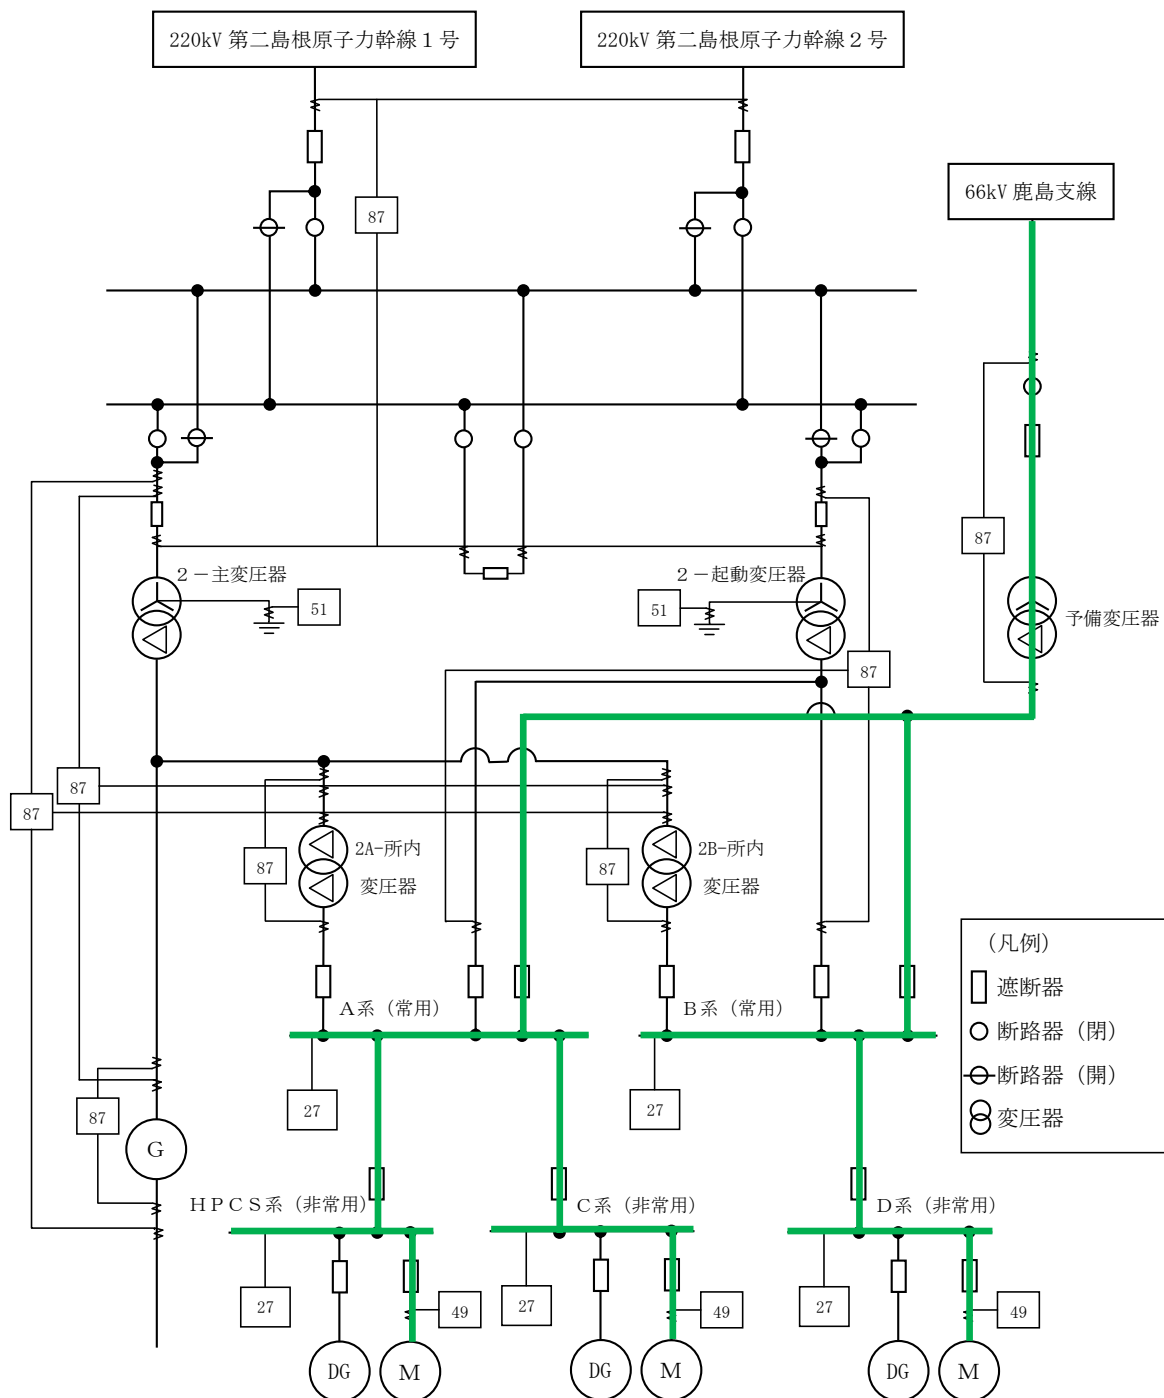 220kV 第二島根原子力幹線１号
220kV 第二島根原子力幹線２号
66kV 鹿島支線
87
87
２－主変圧器
51
２－起動変圧器
51
予備変圧器
87
87
87
2A-所内
変圧器
87
2B-所内
変圧器
87
（凡例）
遮断器
断路器（閉）
断路器（開）
変圧器
Ａ系（常用）
Ｂ系（常用）
27
27
87
G
ＨＰＣＳ系（非常用）
Ｃ系（非常用）
Ｄ系（非常用）
27
49
27
49
27
49
DG
M
DG
M
DG
M